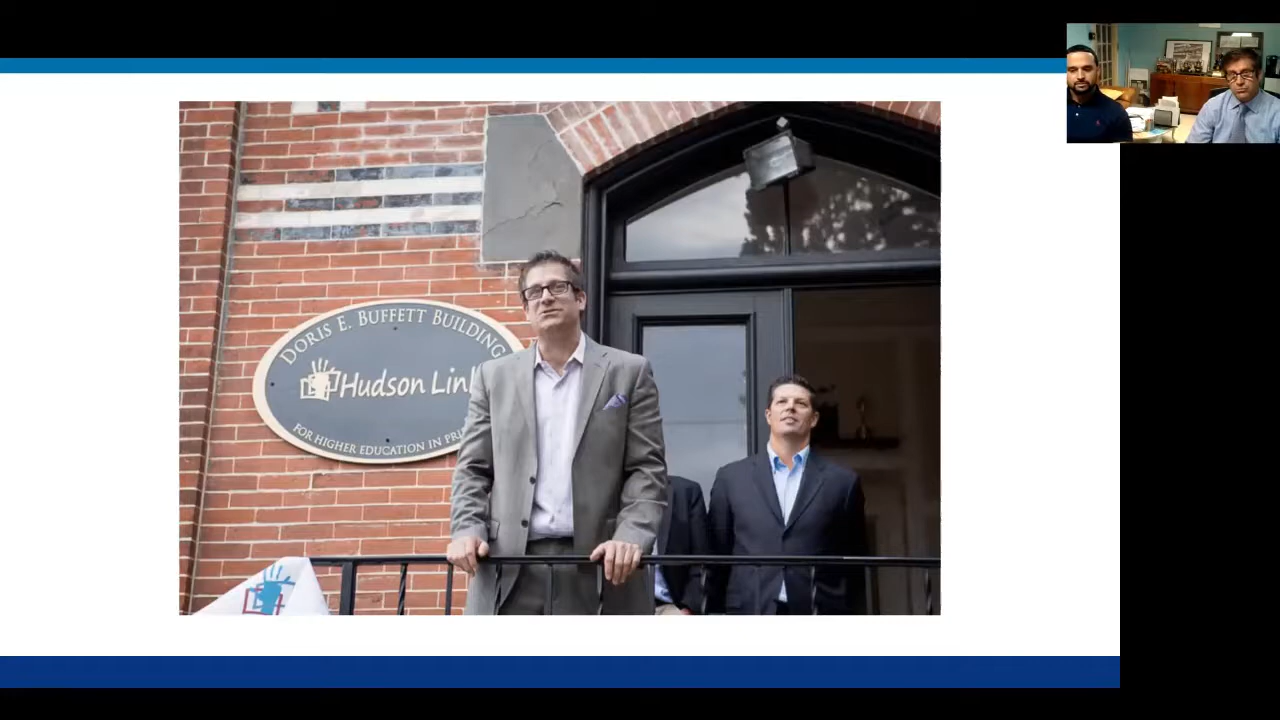 DORIS E. BUFFETT BUILDING
Hudson Lin
FOR HIGHER EDUCATION IN PRI